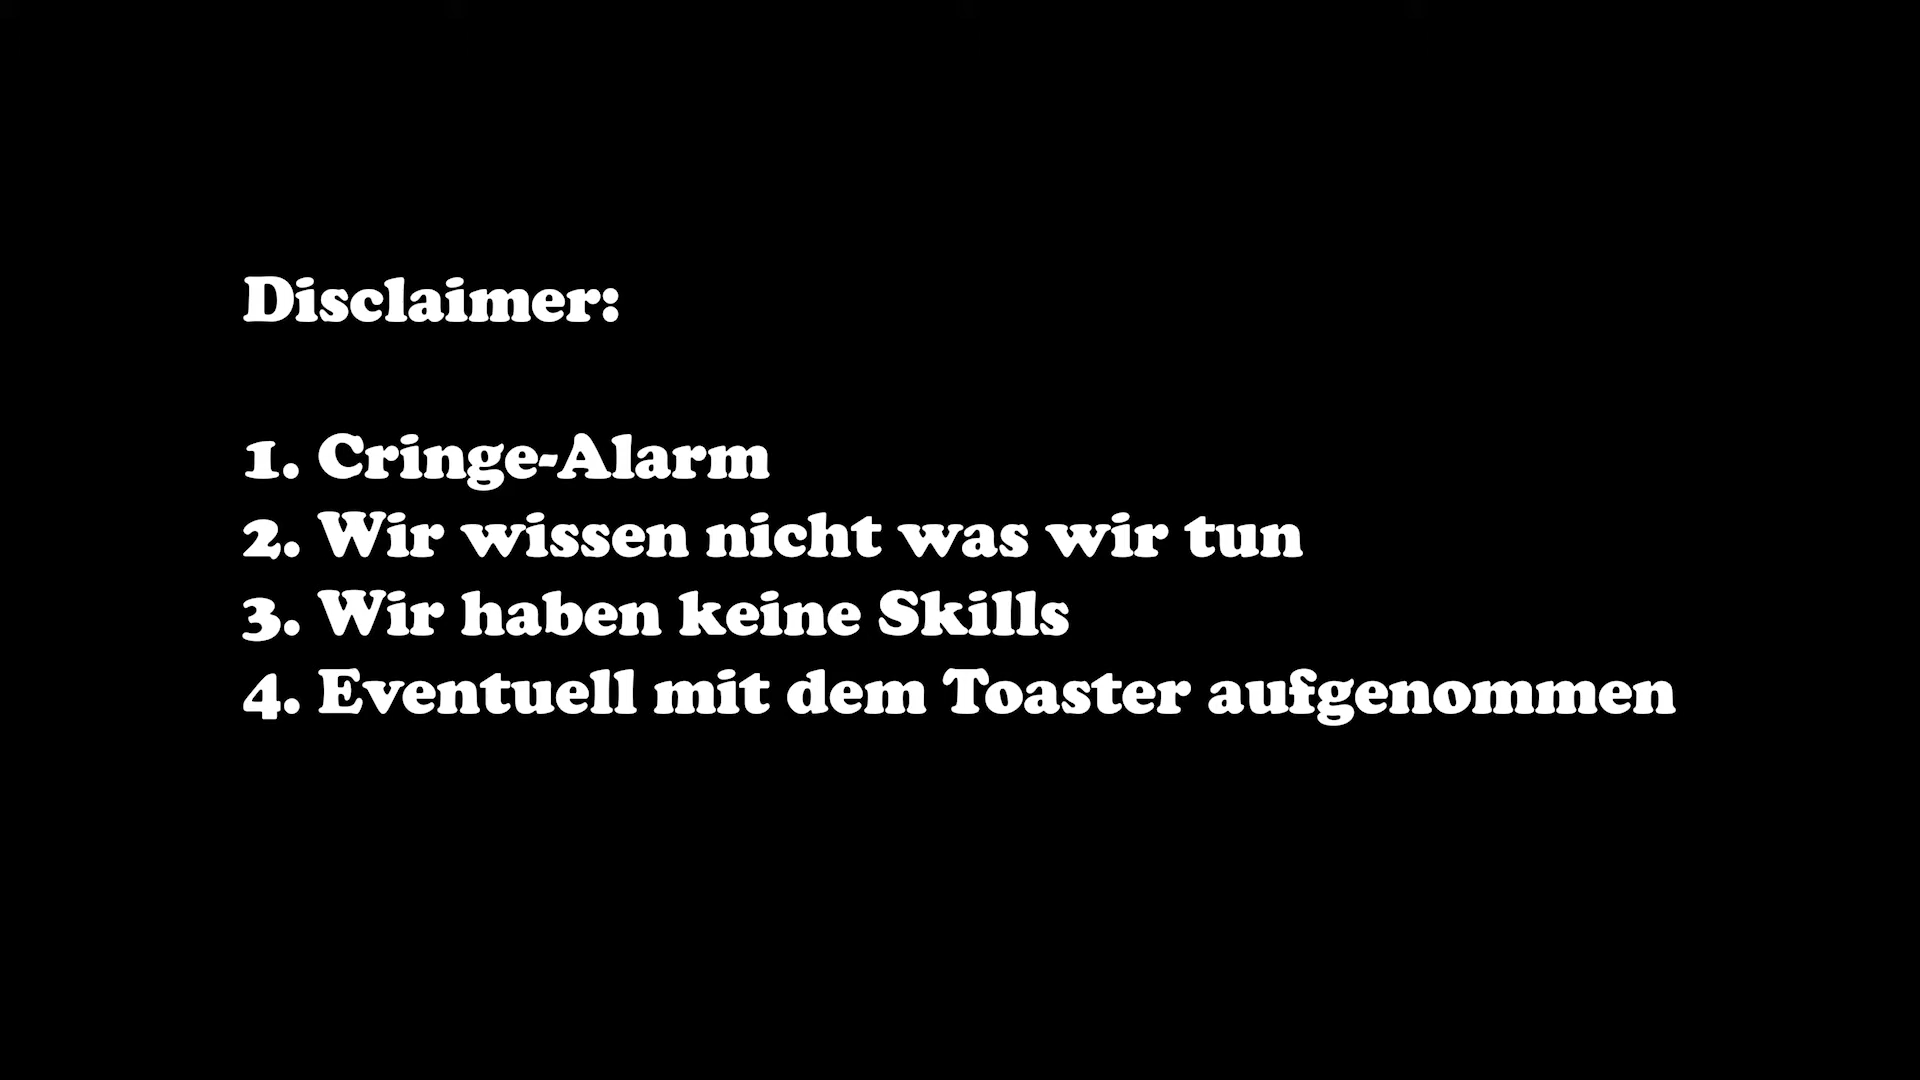 Disclaimer:
1. Cringe-Alarm
2. Wir wissen nicht was wir tun
3. Wir haben keine Skills
4. Eventuell mit dem Toaster aufgenommen